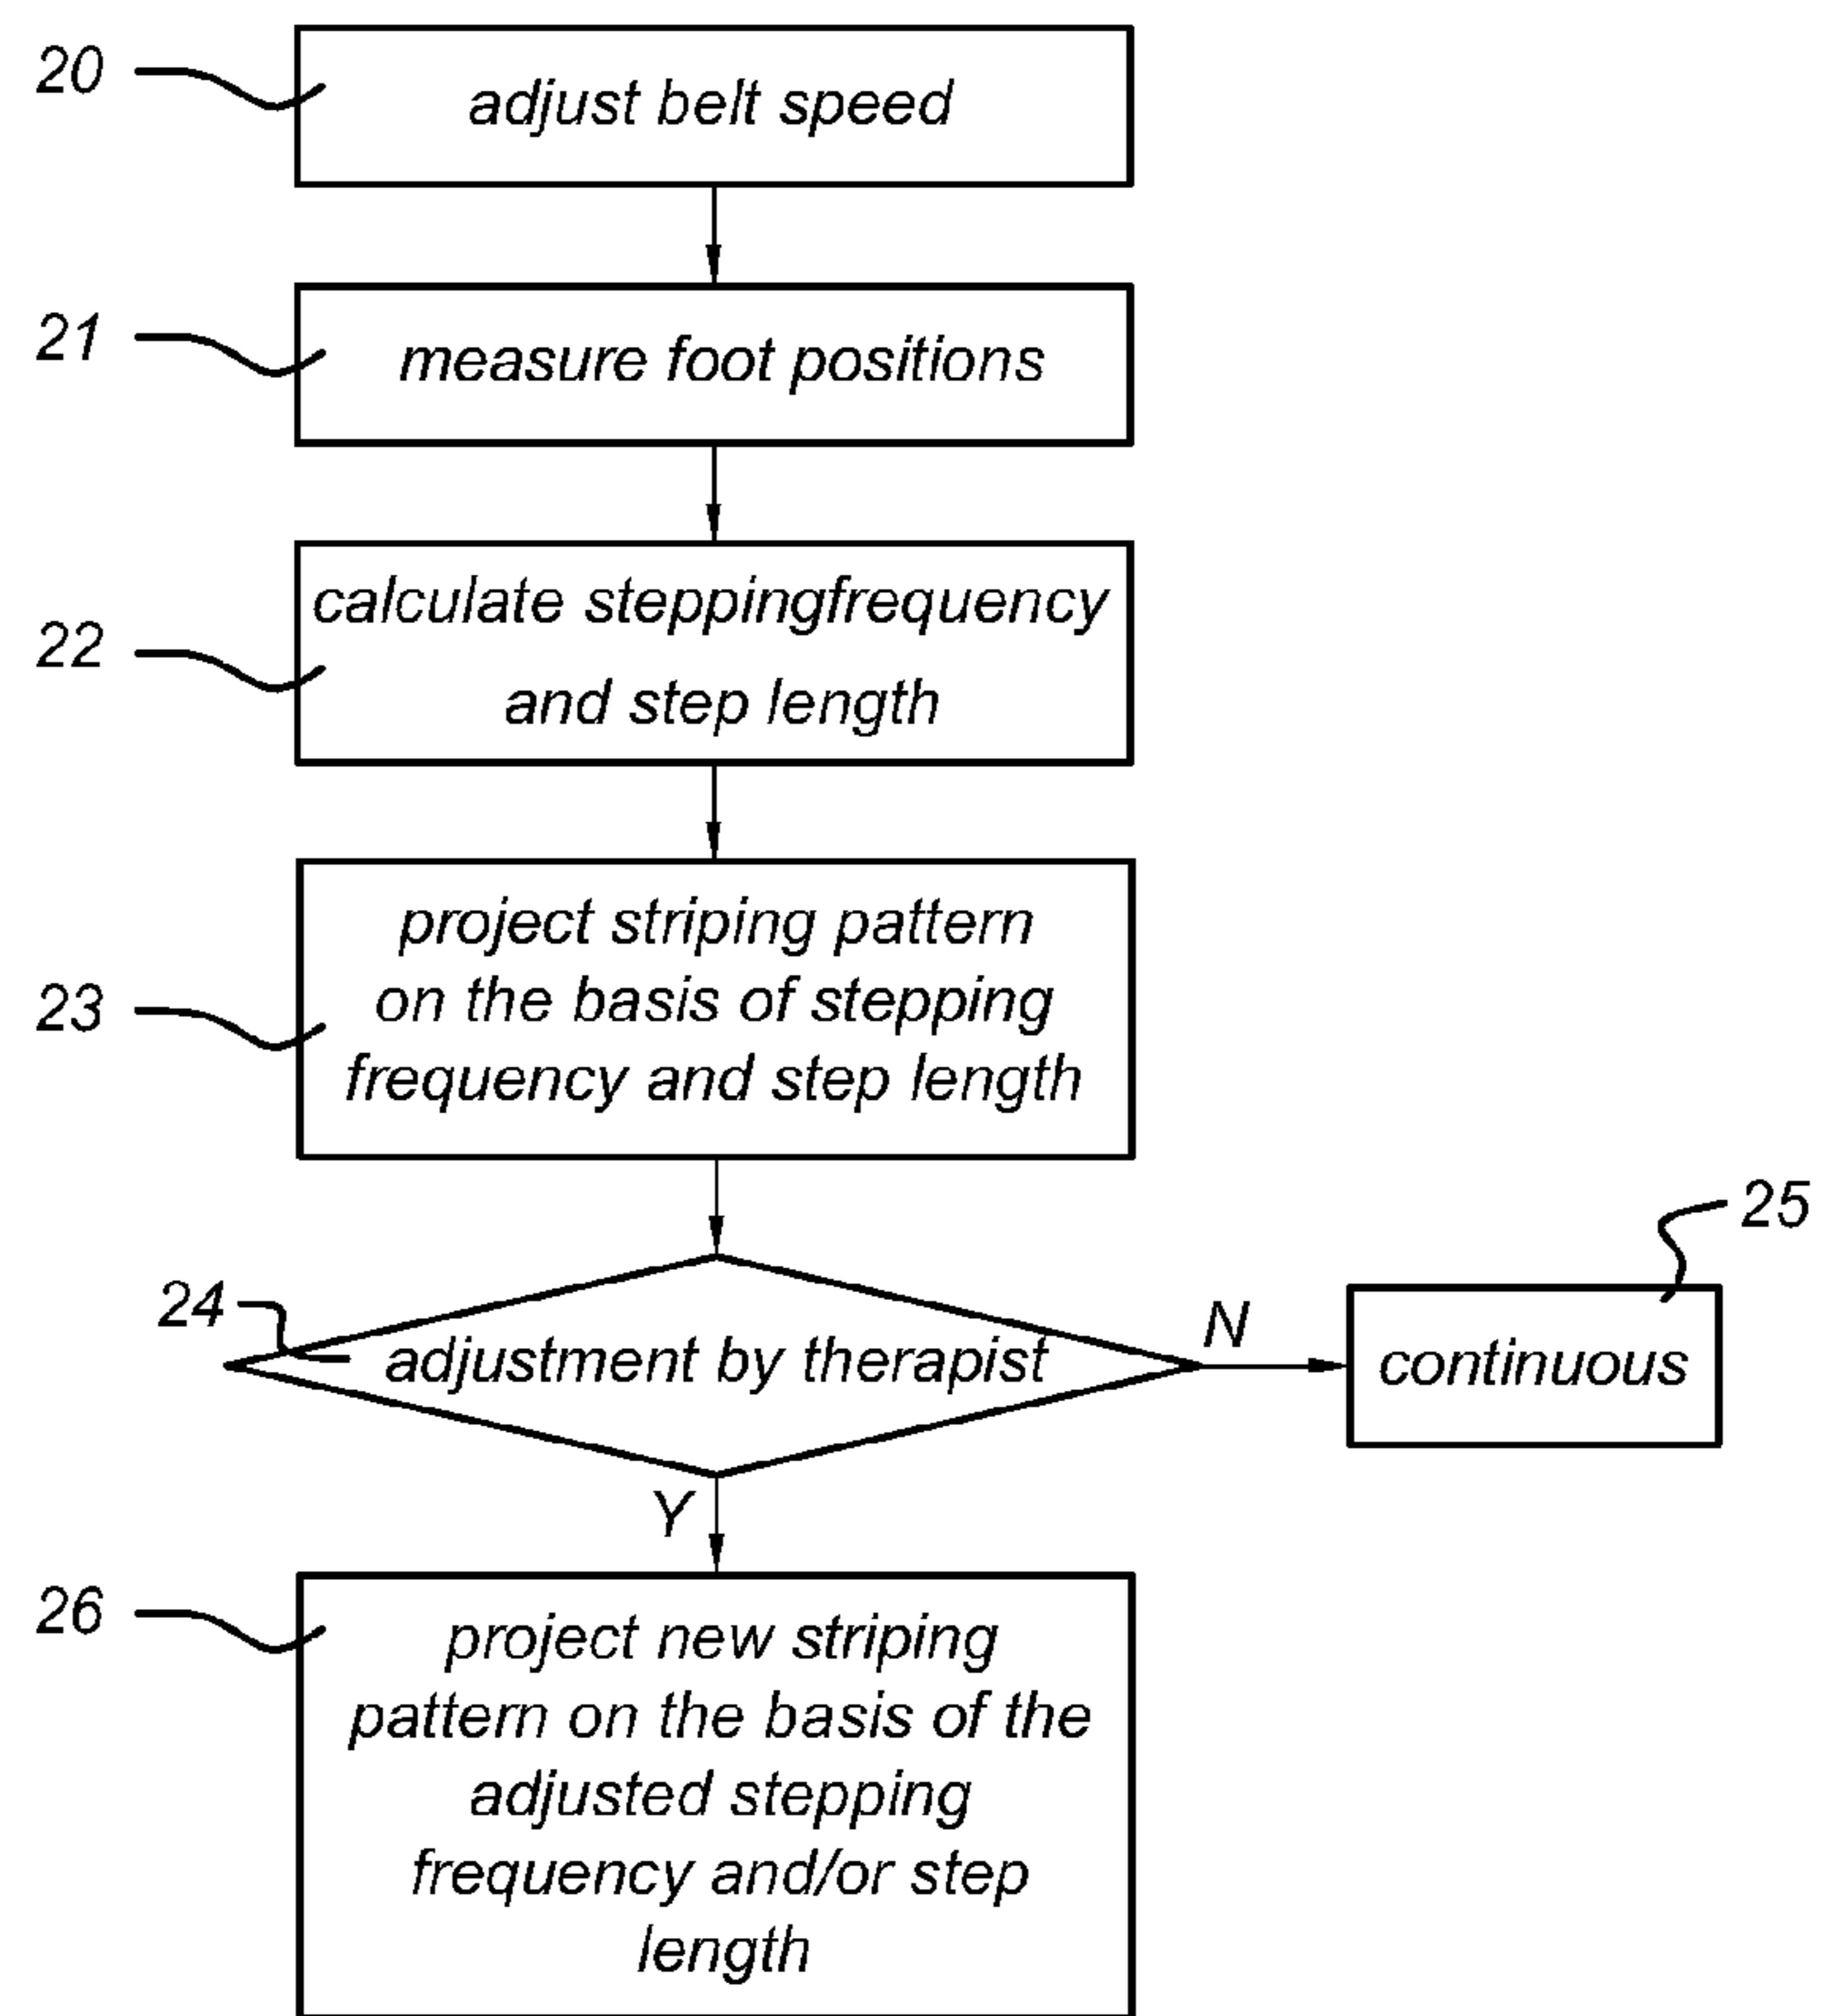 20
adjust belt speed
21
measure foot positions
22
calculate steppingfrequency
and step length
23
project striping pattern
on the basis of stepping
frequency and step length
24
adjustment by therapist
N
25
continuous
Y
26
project new striping
pattern on the basis of the
adjusted stepping
frequency and/or step
length